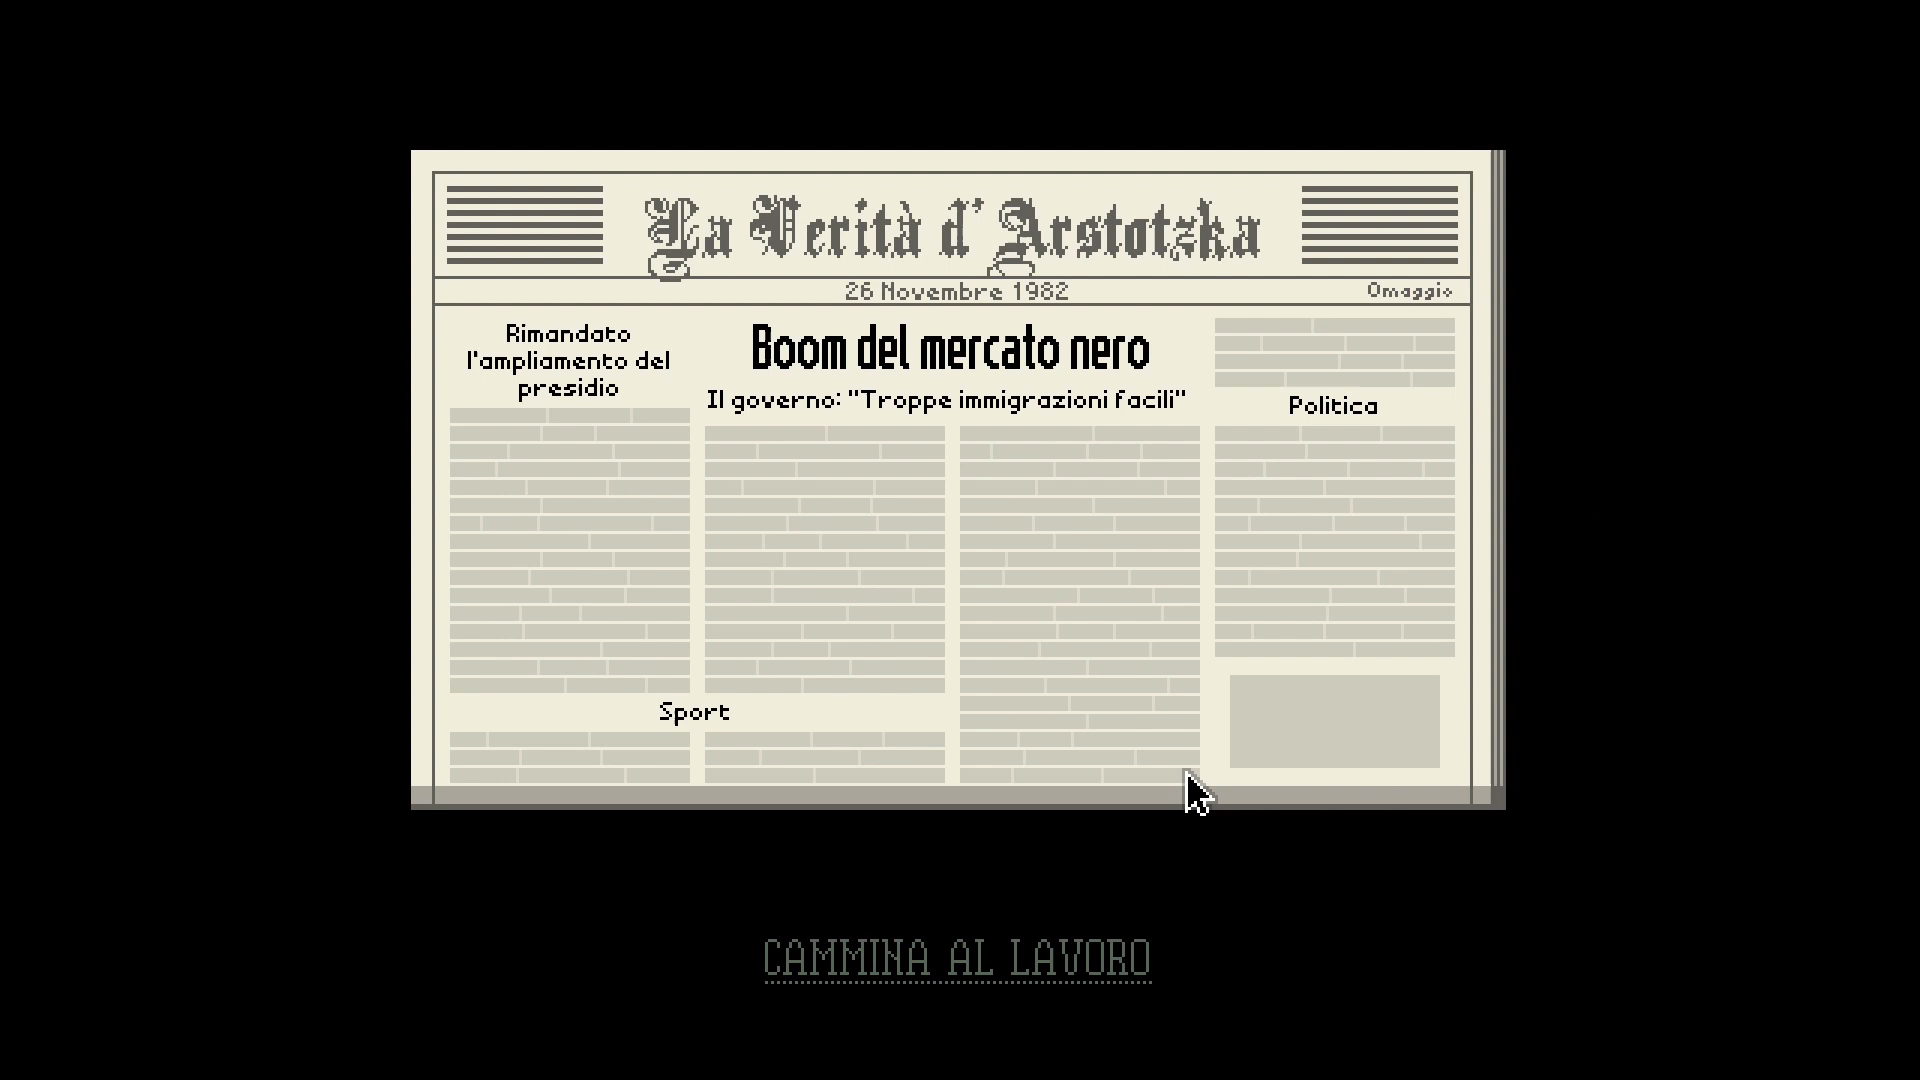 La Verità d'Arstotzka
26 Novembre 1982
Omaggio
Rimandato
l'ampliamento del
presidio
Boom del mercato nero
Il governo: "Troppe immigrazioni facili"
Politica
Sport
CAMMINA AL LAVORO